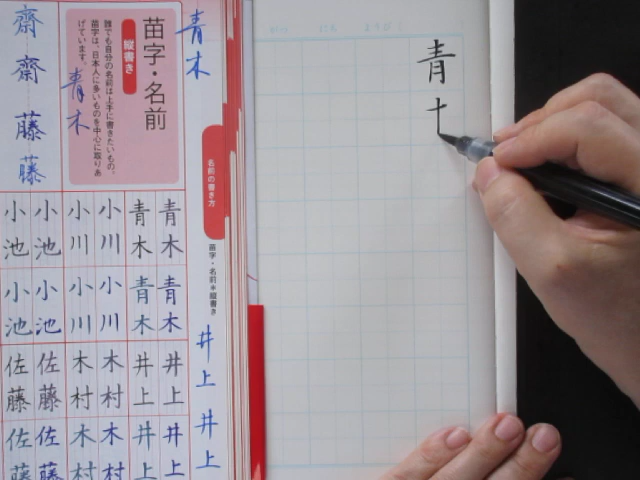 青十
青木
苗字・名前
縦書き
誰でも自分の名前は上手に書きたいもの。
苗字は、日本人に多いものを中心に取りあ
げています。
青木
齋
齋
藤
藤
名前の書き方
苗字・名前＊縦書き
井上
井上
青木
青木
小川
小川
小池
小池
青木
青木
小川
小川
小池
小池
井上
井上
木村
木村
佐藤
佐藤
井上
井上
木村
木村
佐
佐